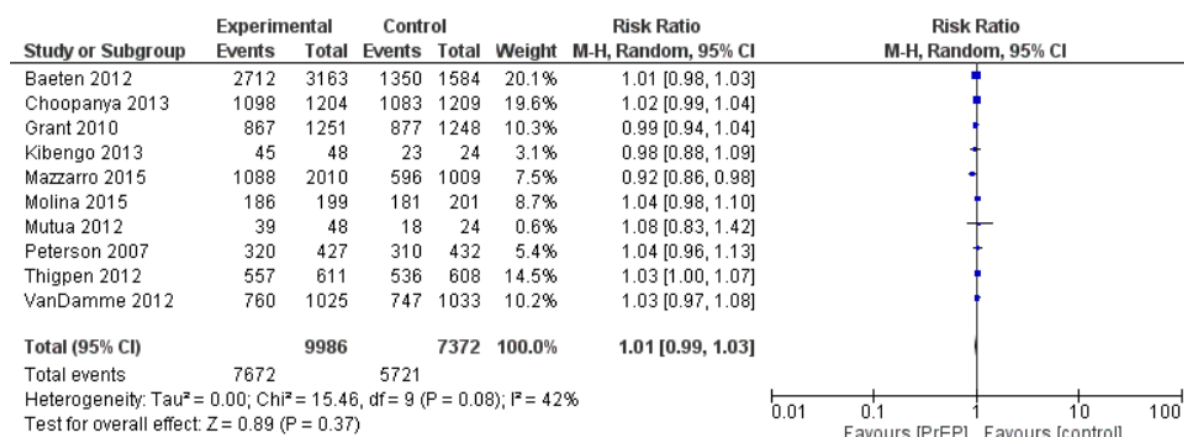 Experimental Control Risk Ratio Risk Ratio
Study or Subgroup Events Total Events Total Weight M-H, Random, 95% CI M-H, Random, 95% CI
Baeten 2012 2712 3163 1350 1584 20.1% 1.01 [0.98, 1.03]
Choopanya 2013 1098 1204 1083 1209 19.6% 1.02 [0.99, 1.04]
Grant 2010 867 1251 877 1248 10.3% 0.99 [0.94, 1.04]
Kibengo 2013 45 48 23 24 3.1% 0.98 [0.88, 1.09]
Mazzarro 2015 1088 2010 596 1009 7.5% 0.92 [0.86, 0.98]
Molina 2015 186 199 181 201 8.7% 1.04 [0.98, 1.10]
Mutua 2012 39 48 18 24 0.6% 1.08 [0.83, 1.42]
Peterson 2007 320 427 310 432 5.4% 1.04 [0.96, 1.13]
Thigpen 2012 557 611 536 608 14.5% 1.03 [1.00, 1.07]
VanDamme 2012 760 1025 747 1033 10.2% 1.03 [0.97, 1.08]
Total (95% CI) 9986 7372 100.0% 1.01 [0.99, 1.03]
Total events 7672 5721
Heterogeneity: Tau² = 0.00; Chi² = 15.46, df = 9 (P = 0.08); I² = 42%
Test for overall effect: Z = 0.89 (P = 0.37)
0.01 0.1 1 10 100
Favours [PrEP] Favours [control]